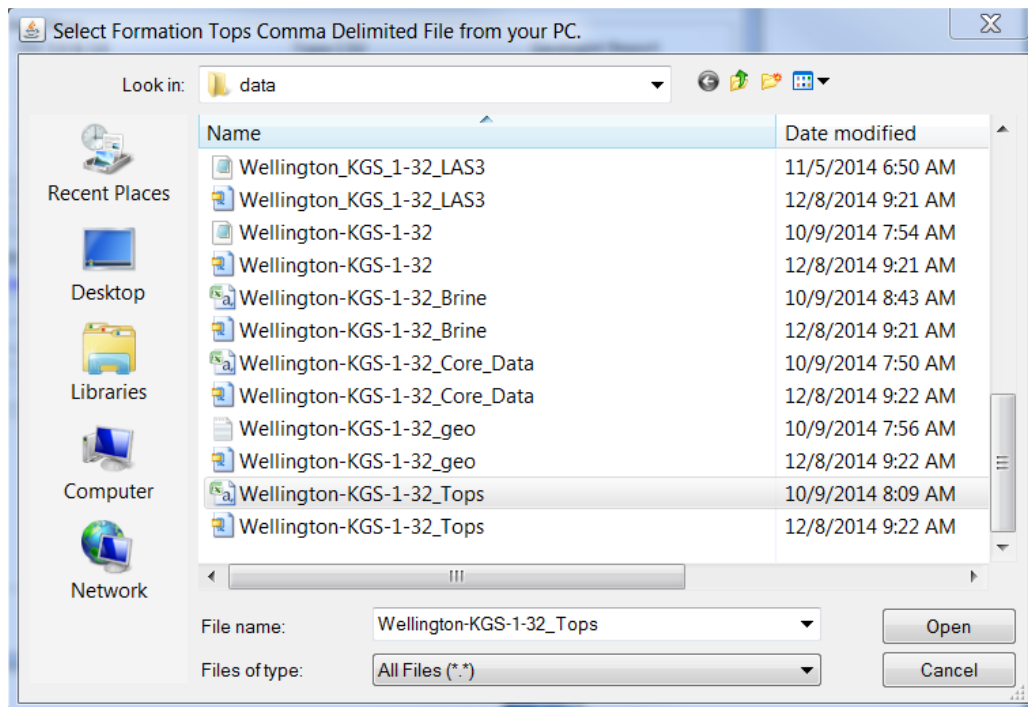 Select Formation Tops Comma Delimited File from your PC.
Look in: data
Name Date modified
Wellington_KGS_1-32_LAS3 11/5/2014 6:50 AM
Wellington_KGS_1-32_LAS3 12/8/2014 9:21 AM
Wellington-KGS-1-32 10/9/2014 7:54 AM
Wellington-KGS-1-32 12/8/2014 9:21 AM
Wellington-KGS-1-32_Brine 10/9/2014 8:43 AM
Wellington-KGS-1-32_Brine 12/8/2014 9:21 AM
Wellington-KGS-1-32_Core_Data 10/9/2014 7:50 AM
Wellington-KGS-1-32_Core_Data 12/8/2014 9:22 AM
Wellington-KGS-1-32_geo 10/9/2014 7:56 AM
Wellington-KGS-1-32_geo 12/8/2014 9:22 AM
Wellington-KGS-1-32_Tops 10/9/2014 8:09 AM
Wellington-KGS-1-32_Tops 12/8/2014 9:22 AM
Recent Places
Desktop
Libraries
Computer
Network
File name: Wellington-KGS-1-32_Tops Open
Files of type: All Files (*.*) Cancel